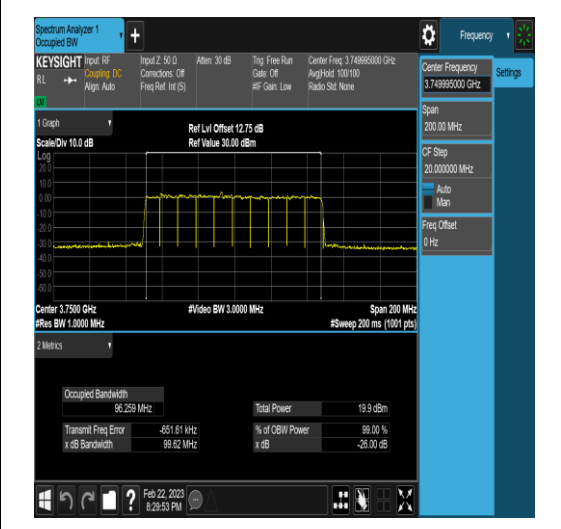 Spectrum Analyzer 1
Occupied BW
Frequency
KEYSIGHT
RL
LM
Input: RF
Coupling: DC
Align: Auto
Input Z: 50 Ω
Corrections: Off
Freq Ref: Int (S)
Atten: 30 dB
Trig: Free Run
Gate: Off
#IF Gain: Low
Center Freq: 3.749995000 GHz
Avg|Hold: 100/100
Radio Std: None
Center Frequency
3.749995000 GHz
Settings
Span
200.00 MHz
CF Step
20.000000 MHz
Auto
Man
Freq Offset
0 Hz
1 Graph
Scale/Div 10.0 dB
Ref Lvl Offset 12.75 dB
Ref Value 30.00 dBm
Log
20.0
10.0
0.00
-10.0
-20.0
-30.0
-40.0
-50.0
-60.0
Center 3.7500 GHz
#Res BW 1.0000 MHz
#Video BW 3.0000 MHz
Span 200 MHz
#Sweep 200 ms (1001 pts)
2 Metrics
Occupied Bandwidth
96.259 MHz
Total Power 19.9 dBm
Transmit Freq Error -651.61 kHz
% of OBW Power 99.00 %
x dB Bandwidth 99.62 MHz
x dB -26.00 dB
?
Feb 22, 2023
8:29:53 PM